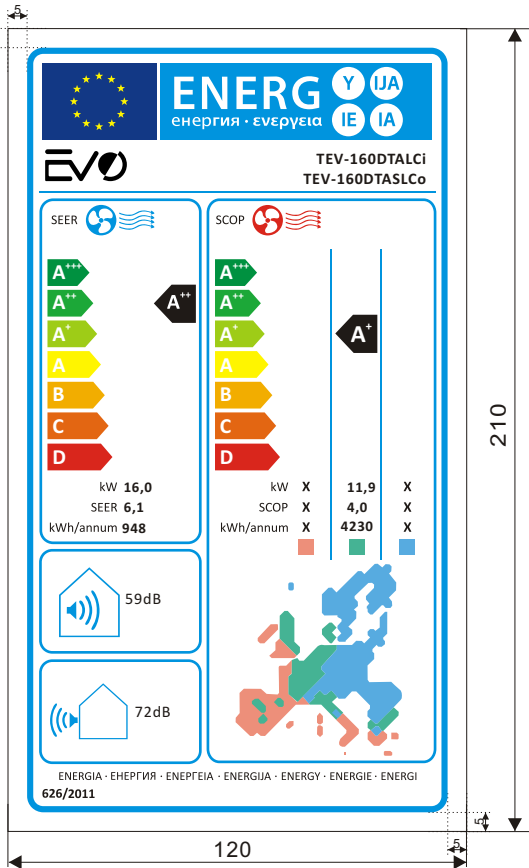 5
ENERG Y IJA
енергия · ενεργεια IE IA
EVO
TEV-160DTALCi
TEV-160DTASLCo
SEER
A+++
A++
A+
A
B
C
D
A++
kW 16,0
SEER 6,1
kWh/annum 948
SCOP
A+++
A++
A+
A
B
C
D
A+
kW X 11,9 X
SCOP X 4,0 X
kWh/annum X 4230 X
59dB
72dB
ENERGIA · ЕНЕРГИЯ · ΕΝΕΡΓΕΙΑ · ENERGIJA · ENERGY · ENERGIE · ENERGI
626/2011
210
5
5
120